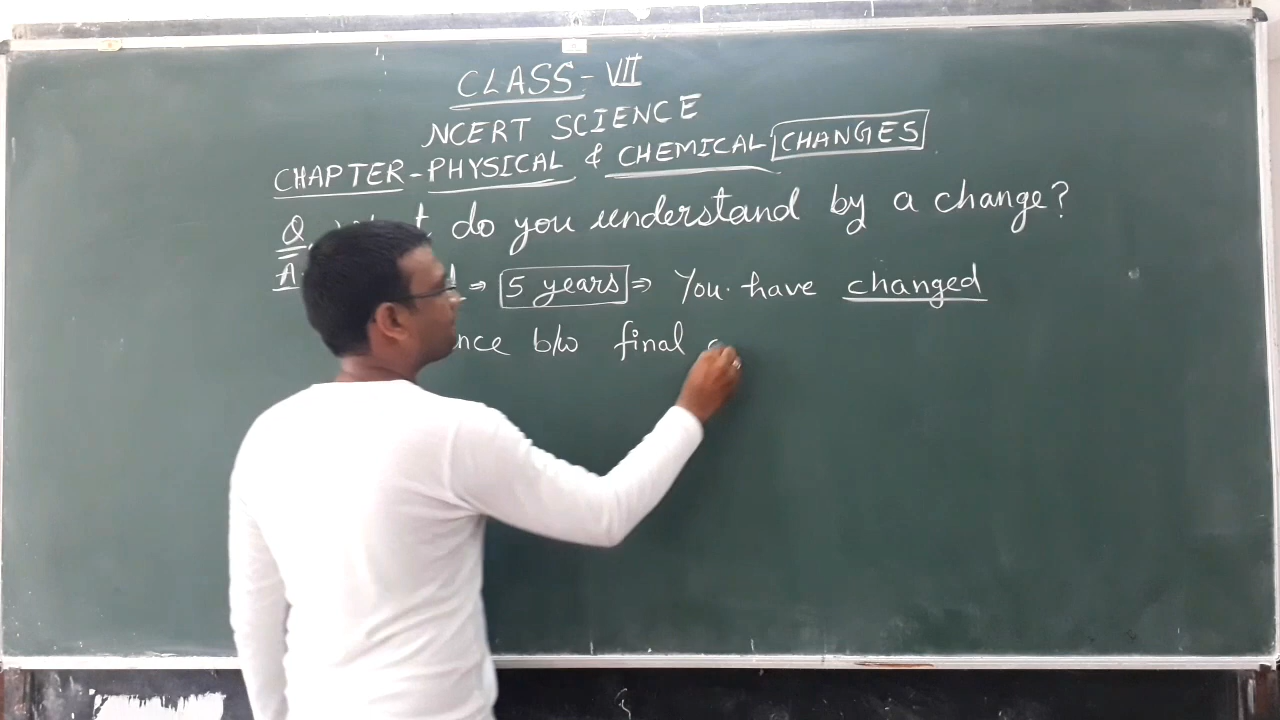 CLASS - VII
NCERT SCIENCE
CHAPTER - PHYSICAL & CHEMICAL CHANGES
Q. do you understand by a change?
A. ⇒ 5 years ⇒ You have changed
b/w final